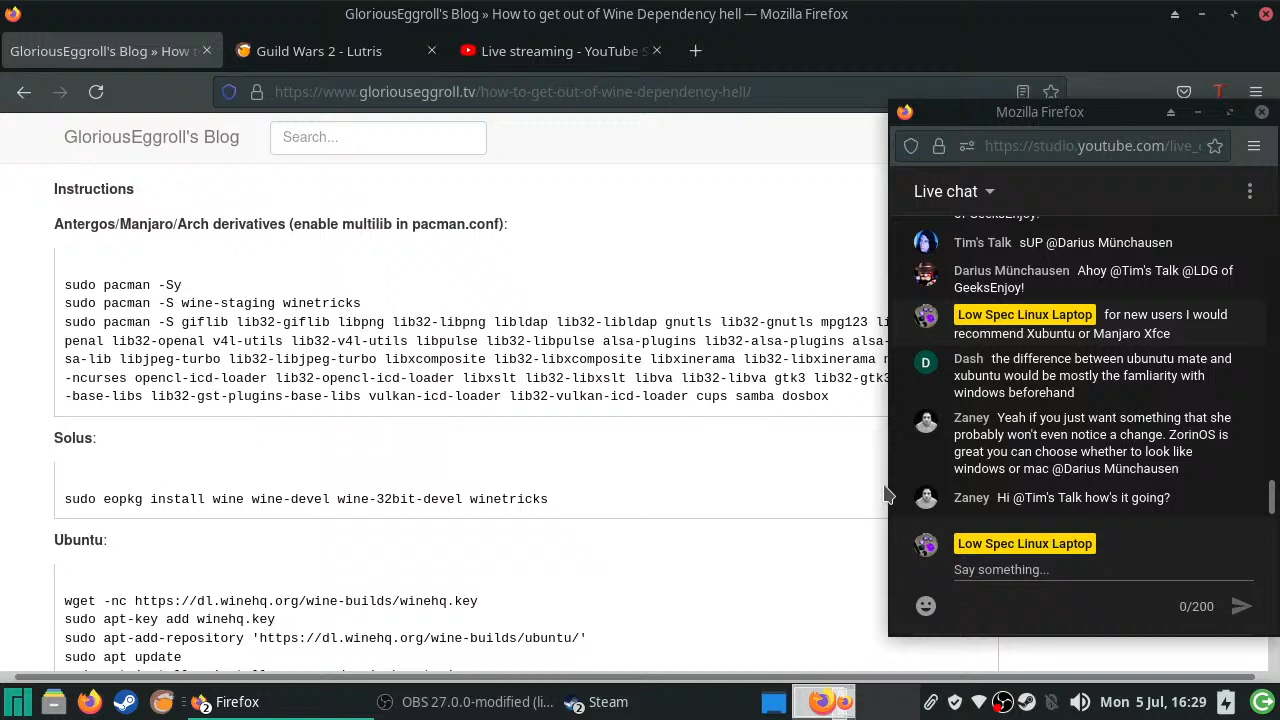 GloriousEggroll's Blog » How to get out of Wine Dependency hell — Mozilla Firefox
GloriousEggroll's Blog » How
Guild Wars 2 - Lutris
Live streaming - YouTube S
https://www.gloriouseggroll.tv/how-to-get-out-of-wine-dependency-hell/
GloriousEggroll's Blog
Search...
Instructions
Antergos/Manjaro/Arch derivatives (enable multilib in pacman.conf):
sudo pacman -Sy
sudo pacman -S wine-staging winetricks
sudo pacman -S giflib lib32-giflib libpng lib32-libpng libldap lib32-libldap gnutls lib32-gnutls mpg123 li
penal lib32-openal v4l-utils lib32-v4l-utils libpulse lib32-libpulse alsa-plugins lib32-alsa-plugins alsa-
sa-lib libjpeg-turbo lib32-libjpeg-turbo libxcomposite lib32-libxcomposite libxinerama lib32-libxinerama
-ncurses opencl-icd-loader lib32-opencl-icd-loader libxslt lib32-libxslt libva lib32-libva gtk3 lib32-gtk3
-base-libs lib32-gst-plugins-base-libs vulkan-icd-loader lib32-vulkan-icd-loader cups samba dosbox
Solus:
sudo eopkg install wine wine-devel wine-32bit-devel winetricks
Ubuntu:
wget -nc https://dl.winehq.org/wine-builds/winehq.key
sudo apt-key add winehq.key
sudo apt-add-repository 'https://dl.winehq.org/wine-builds/ubuntu/'
sudo apt update
Mozilla Firefox
https://studio.youtube.com/live_
Live chat
of GeeksEnjoy!
Tim's Talk sUP @Darius Münchausen
Darius Münchausen Ahoy @Tim's Talk @LDG of
GeeksEnjoy!
Low Spec Linux Laptop for new users I would
recommend Xubuntu or Manjaro Xfce
D
Dash the difference between ubunutu mate and
xubuntu would be mostly the famliarity with
windows beforehand
Zaney Yeah if you just want something that she
probably won't even notice a change. ZorinOS is
great you can choose whether to look like
windows or mac @Darius Münchausen
Zaney Hi @Tim's Talk how's it going?
Low Spec Linux Laptop
Say something...
0/200
2 Firefox
OBS 27.0.0-modified (li...
2 Steam
2
Mon 5 Jul, 16:29